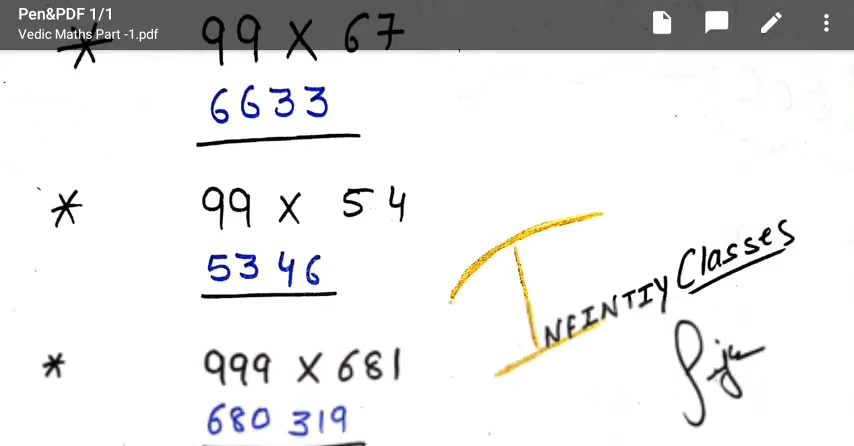 Pen&PDF 1/1
Vedic Maths Part -1.pdf
* 99 X 67
6633
* 99 X 54
5346
* 999 X 681
680 319
INFINTIY Classes